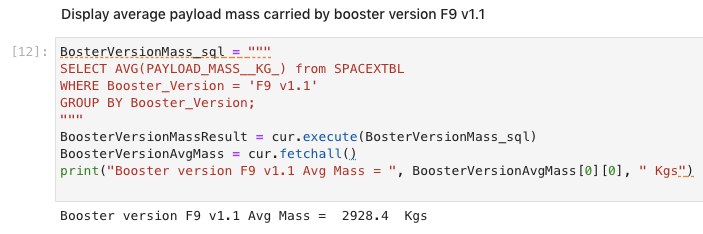 Display average payload mass carried by booster version F9 v1.1
[12]: BosterVersionMass_sql = """
SELECT AVG(PAYLOAD_MASS__KG_) from SPACEXTBL
WHERE Booster_Version = 'F9 v1.1'
GROUP BY Booster_Version;
"""
BoosterVersionMassResult = cur.execute(BosterVersionMass_sql)
BoosterVersionAvgMass = cur.fetchall()
print("Booster version F9 v1.1 Avg Mass = ", BoosterVersionAvgMass[0][0], " Kgs")
Booster version F9 v1.1 Avg Mass =  2928.4  Kgs